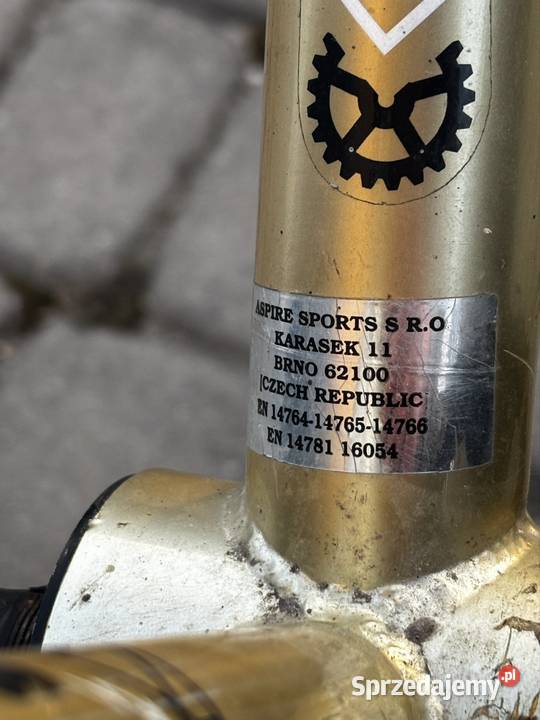 ASPIRE SPORTS S R.O
KARASEK 11
BRNO 62100
CZECH REPUBLIC
EN 14764-14765-14766
EN 14781 16054
Sprzedajemy.pl